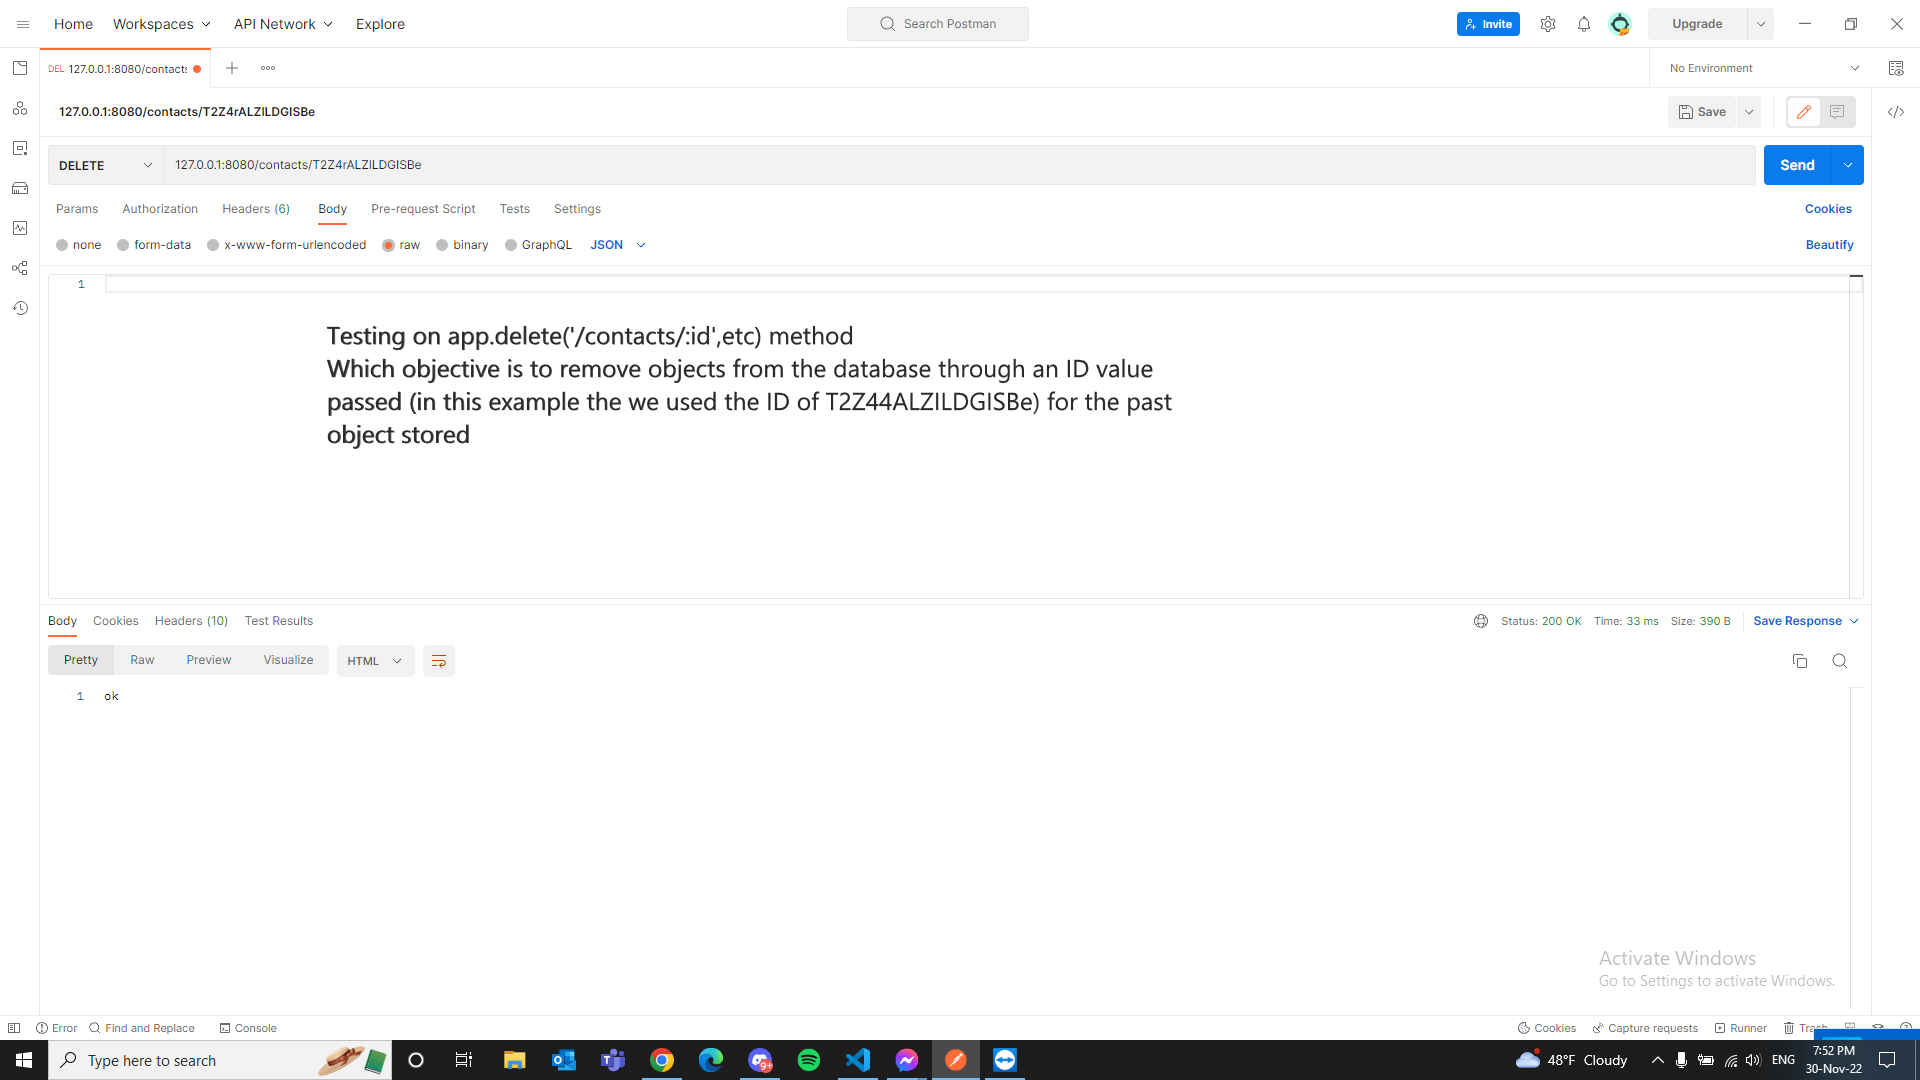 Home Workspaces API Network Explore Search Postman Invite Upgrade
DEL 127.0.0.1:8080/contacts No Environment
127.0.0.1:8080/contacts/T2Z4rALZILDGISBe Save
DELETE 127.0.0.1:8080/contacts/T2Z4rALZILDGISBe Send
Params Authorization Headers (6) Body Pre-request Script Tests Settings Cookies
none form-data x-www-form-urlencoded raw binary GraphQL JSON Beautify
1
Testing on app.delete('/contacts/:id',etc) method
Which objective is to remove objects from the database through an ID value
passed (in this example the we used the ID of T2Z44ALZILDGISBe) for the past
object stored
Body Cookies Headers (10) Test Results Status: 200 OK Time: 33 ms Size: 390 B Save Response
Pretty Raw Preview Visualize HTML
1 ok
Activate Windows
Go to Settings to activate Windows.
Error Find and Replace Console Cookies Capture requests Runner Trash
Type here to search 9+ 48°F Cloudy ENG 7:52 PM
30-Nov-22